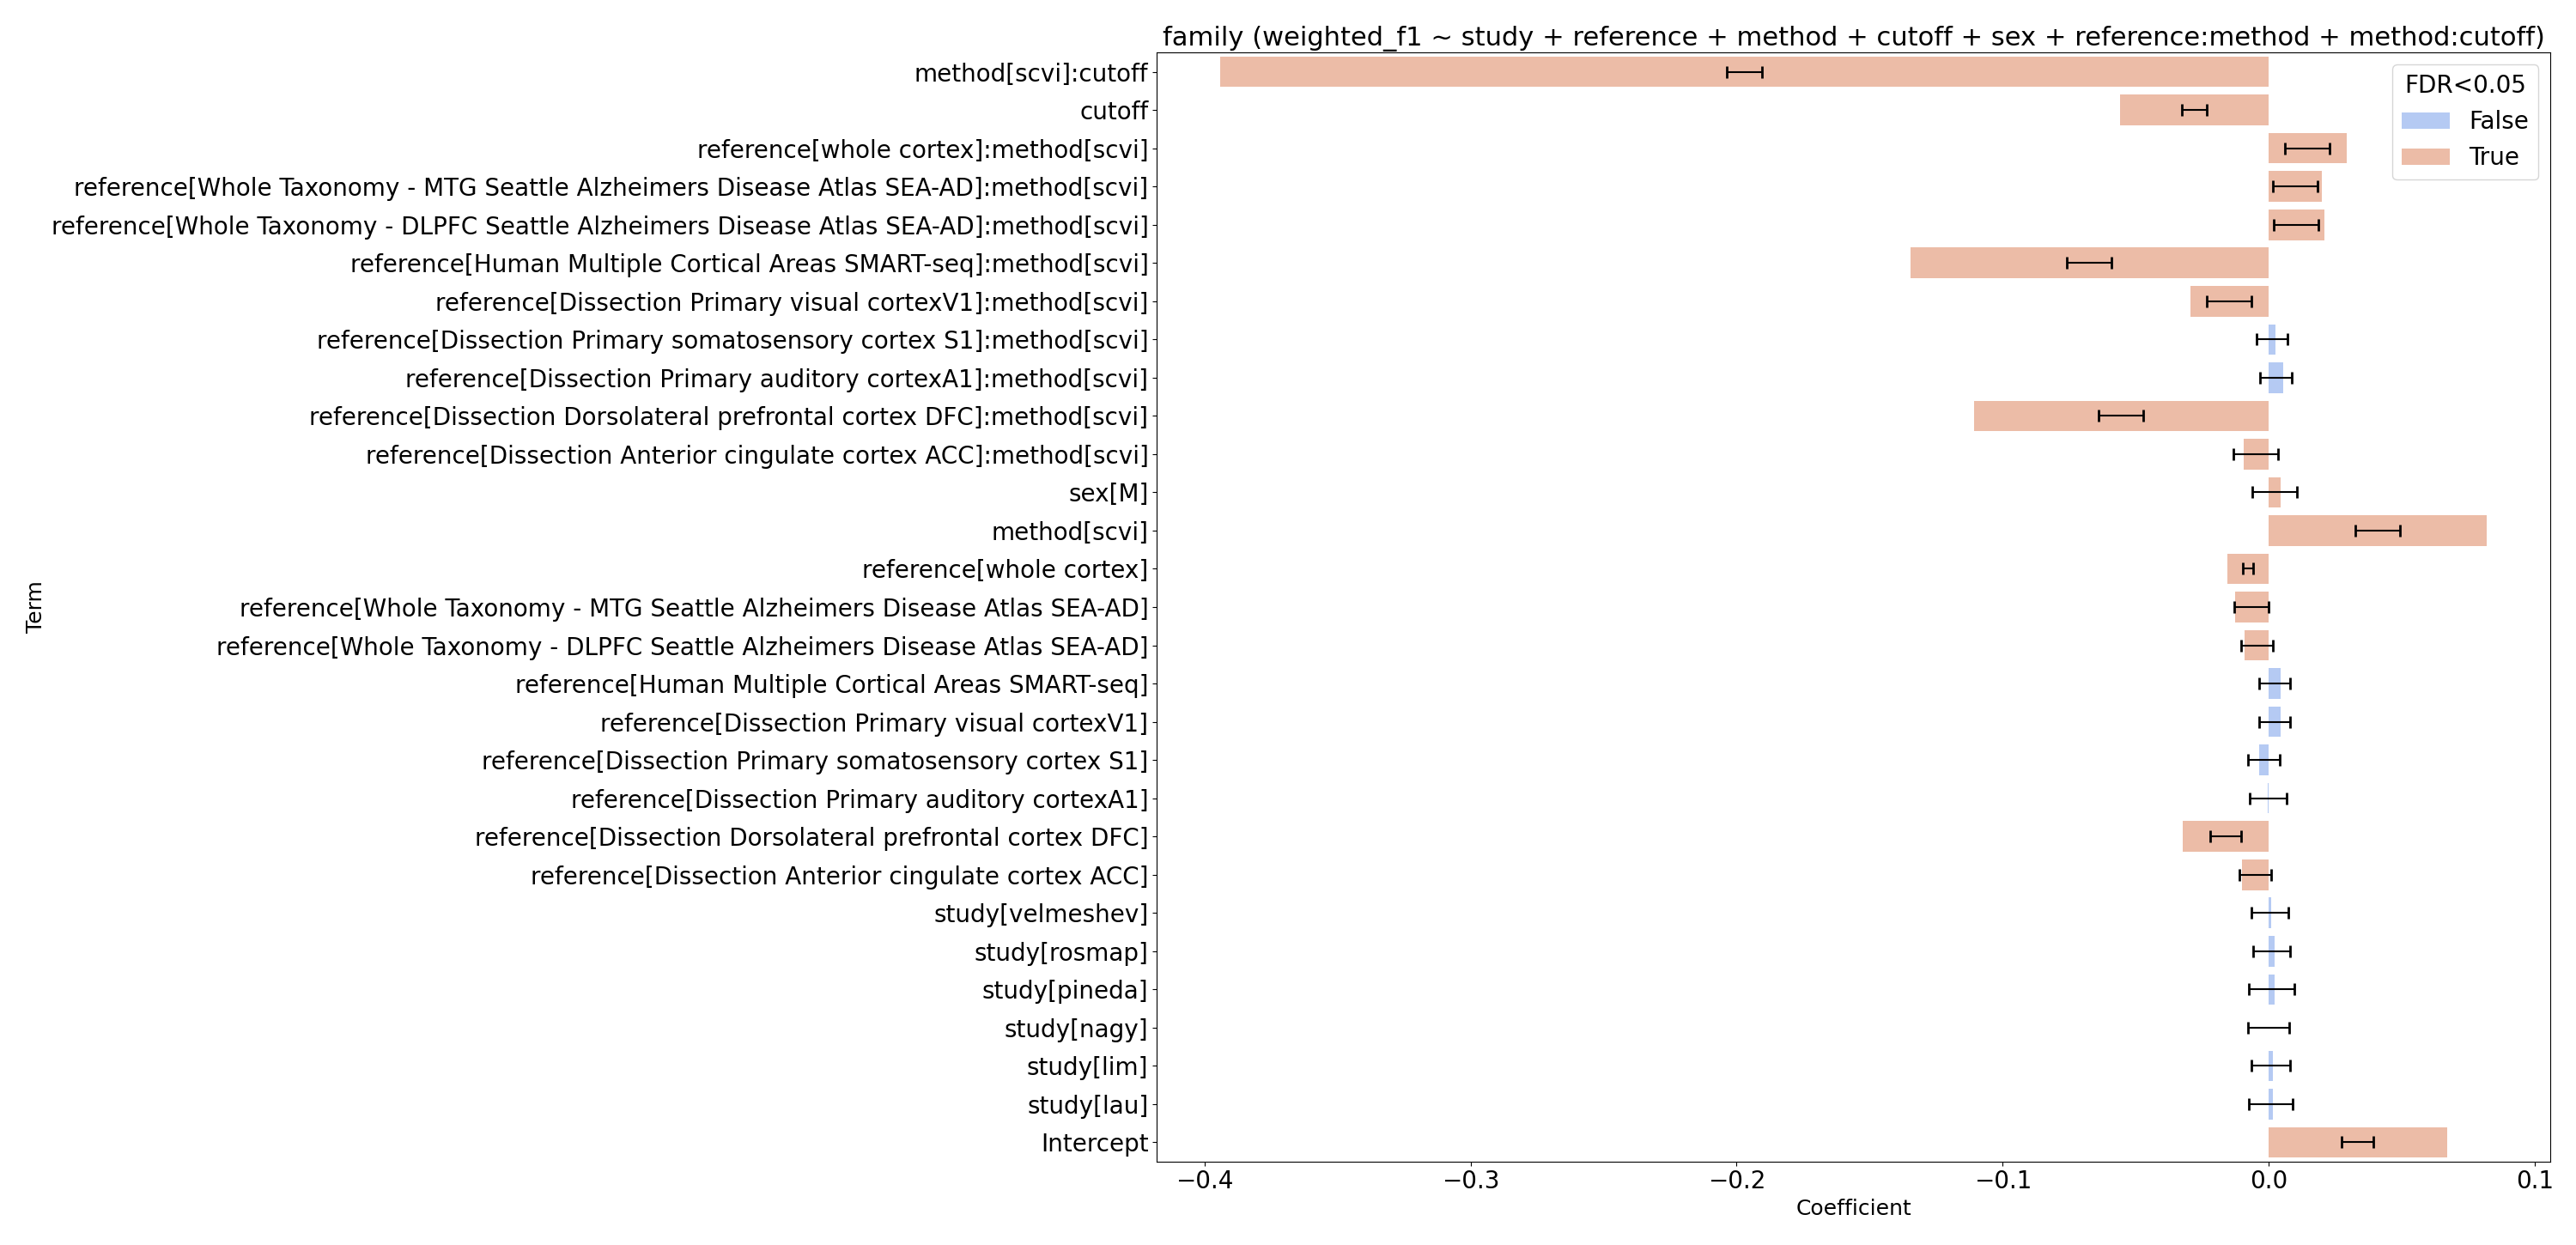 family (weighted_f1 ~ study + reference + method + cutoff + sex + reference:method + method:cutoff)
method[scvi]:cutoff
cutoff
reference[whole cortex]:method[scvi]
reference[Whole Taxonomy - MTG Seattle Alzheimers Disease Atlas SEA-AD]:method[scvi]
reference[Whole Taxonomy - DLPFC Seattle Alzheimers Disease Atlas SEA-AD]:method[scvi]
reference[Human Multiple Cortical Areas SMART-seq]:method[scvi]
reference[Dissection Primary visual cortexV1]:method[scvi]
reference[Dissection Primary somatosensory cortex S1]:method[scvi]
reference[Dissection Primary auditory cortexA1]:method[scvi]
reference[Dissection Dorsolateral prefrontal cortex DFC]:method[scvi]
reference[Dissection Anterior cingulate cortex ACC]:method[scvi]
sex[M]
method[scvi]
reference[whole cortex]
reference[Whole Taxonomy - MTG Seattle Alzheimers Disease Atlas SEA-AD]
reference[Whole Taxonomy - DLPFC Seattle Alzheimers Disease Atlas SEA-AD]
reference[Human Multiple Cortical Areas SMART-seq]
reference[Dissection Primary visual cortexV1]
reference[Dissection Primary somatosensory cortex S1]
reference[Dissection Primary auditory cortexA1]
reference[Dissection Dorsolateral prefrontal cortex DFC]
reference[Dissection Anterior cingulate cortex ACC]
study[velmeshev]
study[rosmap]
study[pineda]
study[nagy]
study[lim]
study[lau]
Intercept
Term
FDR<0.05
False
True
−0.4 −0.3 −0.2 −0.1 0.0 0.1
Coefficient